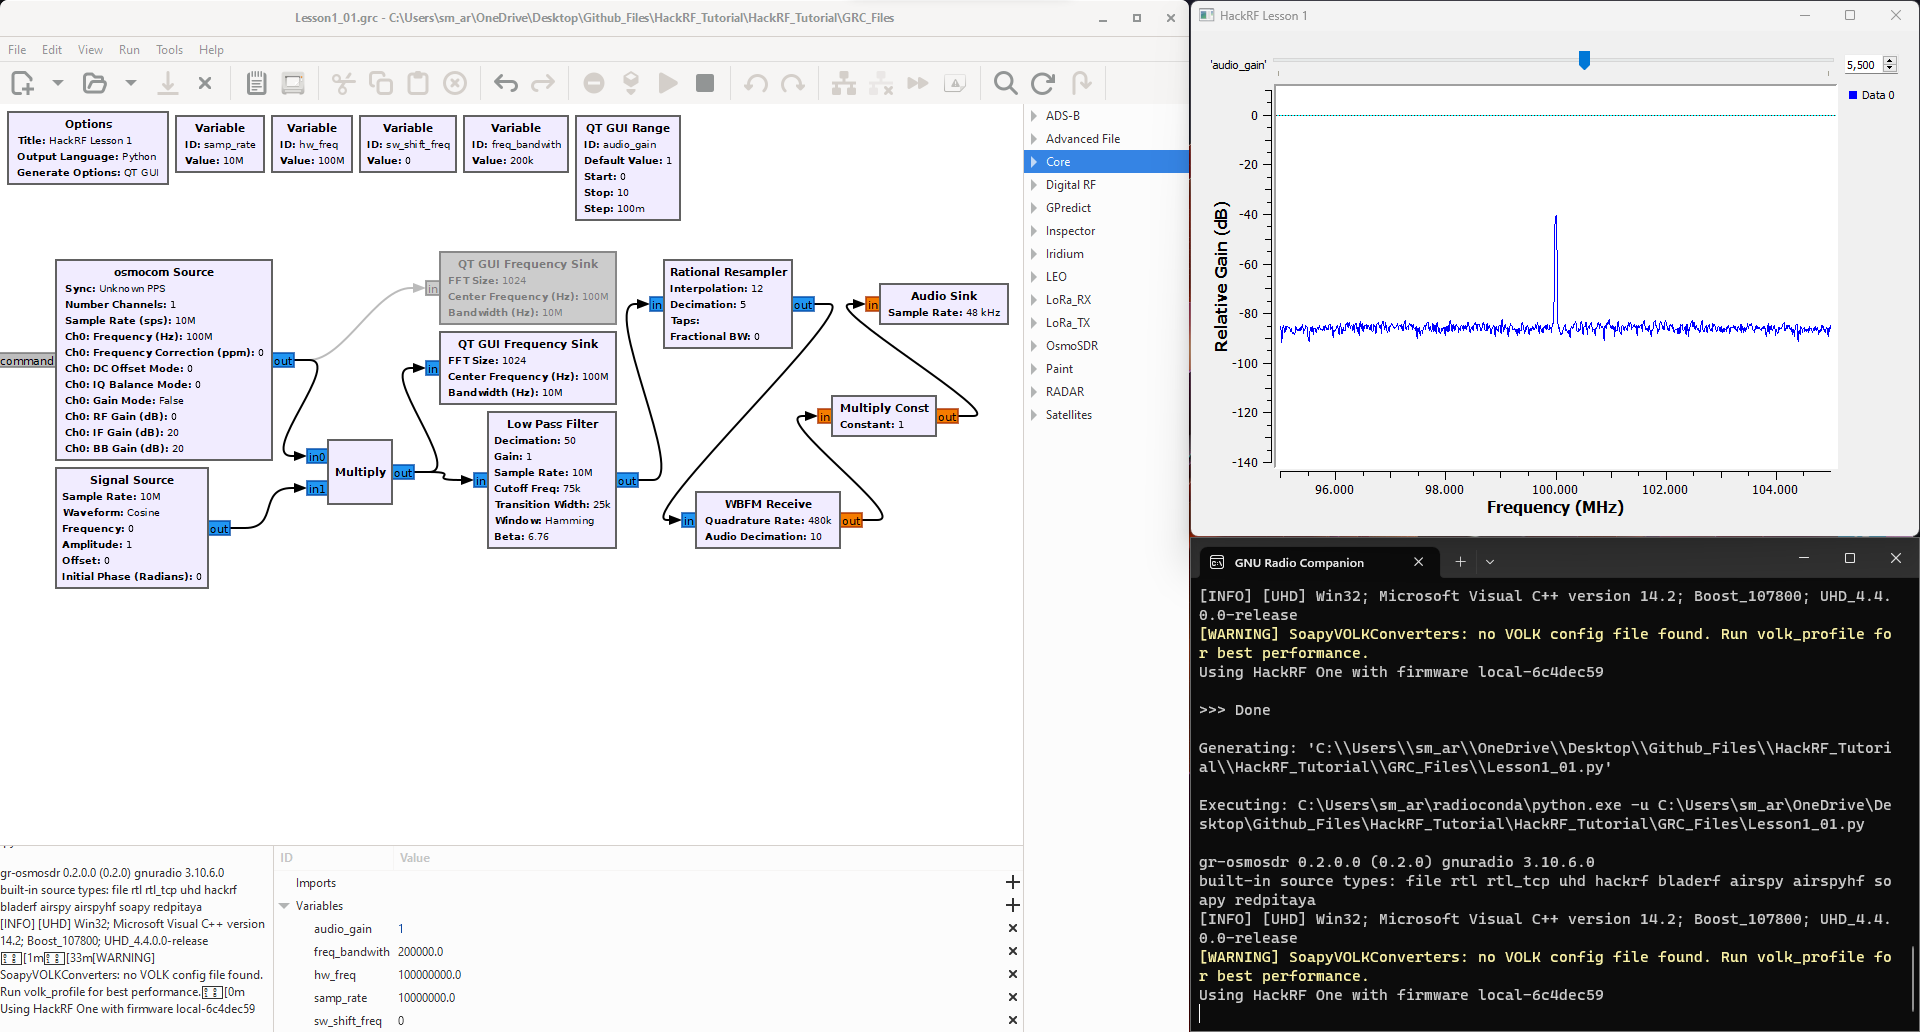 Lesson1_01.grc - C:\Users\sm_ar\OneDrive\Desktop\Github_Files\HackRF_Tutorial\HackRF_Tutorial\GRC_Files
File Edit View Run Tools Help
Options
Title: HackRF Lesson 1
Output Language: Python
Generate Options: QT GUI
Variable
ID: samp_rate
Value: 10M
Variable
ID: hw_freq
Value: 100M
Variable
ID: sw_shift_freq
Value: 0
Variable
ID: freq_bandwith
Value: 200k
QT GUI Range
ID: audio_gain
Default Value: 1
Start: 0
Stop: 10
Step: 100m
osmocom Source
Sync: Unknown PPS
Number Channels: 1
Sample Rate (sps): 10M
Ch0: Frequency (Hz): 100M
Ch0: Frequency Correction (ppm): 0
Ch0: DC Offset Mode: 0
Ch0: IQ Balance Mode: 0
Ch0: Gain Mode: False
Ch0: RF Gain (dB): 0
Ch0: IF Gain (dB): 20
Ch0: BB Gain (dB): 20
command
out
Signal Source
Sample Rate: 10M
Waveform: Cosine
Frequency: 0
Amplitude: 1
Offset: 0
Initial Phase (Radians): 0
out
in0
in1
Multiply
out
in
QT GUI Frequency Sink
FFT Size: 1024
Center Frequency (Hz): 100M
Bandwidth (Hz): 10M
in
QT GUI Frequency Sink
FFT Size: 1024
Center Frequency (Hz): 100M
Bandwidth (Hz): 10M
in
Low Pass Filter
Decimation: 50
Gain: 1
Sample Rate: 10M
Cutoff Freq: 75k
Transition Width: 25k
Window: Hamming
Beta: 6.76
out
in
Rational Resampler
Interpolation: 12
Decimation: 5
Taps:
Fractional BW: 0
out
in
WBFM Receive
Quadrature Rate: 480k
Audio Decimation: 10
out
in
Multiply Const
Constant: 1
out
in
Audio Sink
Sample Rate: 48 kHz
ADS-B
Advanced File
Core
Digital RF
GPredict
Inspector
Iridium
LEO
LoRa_RX
LoRa_TX
OsmoSDR
Paint
RADAR
Satellites
gr-osmosdr 0.2.0.0 (0.2.0) gnuradio 3.10.6.0
built-in source types: file rtl rtl_tcp uhd hackrf
bladerf airspy airspyhf soapy redpitaya
[INFO] [UHD] Win32; Microsoft Visual C++ version
14.2; Boost_107800; UHD_4.4.0.0-release
[1m[33m[WARNING]
SoapyVOLKConverters: no VOLK config file found.
Run volk_profile for best performance.[0m
Using HackRF One with firmware local-6c4dec59
ID Value
Imports
Variables
audio_gain 1
freq_bandwith 200000.0
hw_freq 100000000.0
samp_rate 10000000.0
sw_shift_freq 0
HackRF Lesson 1
'audio_gain'
5,500
Data 0
Relative Gain (dB)
0
-20
-40
-60
-80
-100
-120
-140
96.000 98.000 100.000 102.000 104.000
Frequency (MHz)
GNU Radio Companion
[INFO] [UHD] Win32; Microsoft Visual C++ version 14.2; Boost_107800; UHD_4.4.
0.0-release
[WARNING] SoapyVOLKConverters: no VOLK config file found. Run volk_profile fo
r best performance.
Using HackRF One with firmware local-6c4dec59
>>> Done
Generating: 'C:\\Users\\sm_ar\\OneDrive\\Desktop\\Github_Files\\HackRF_Tutori
al\\HackRF_Tutorial\\GRC_Files\\Lesson1_01.py'
Executing: C:\Users\sm_ar\radioconda\python.exe -u C:\Users\sm_ar\OneDrive\De
sktop\Github_Files\HackRF_Tutorial\HackRF_Tutorial\GRC_Files\Lesson1_01.py
gr-osmosdr 0.2.0.0 (0.2.0) gnuradio 3.10.6.0
built-in source types: file rtl rtl_tcp uhd hackrf bladerf airspy airspyhf so
apy redpitaya
[INFO] [UHD] Win32; Microsoft Visual C++ version 14.2; Boost_107800; UHD_4.4.
0.0-release
[WARNING] SoapyVOLKConverters: no VOLK config file found. Run volk_profile fo
r best performance.
Using HackRF One with firmware local-6c4dec59